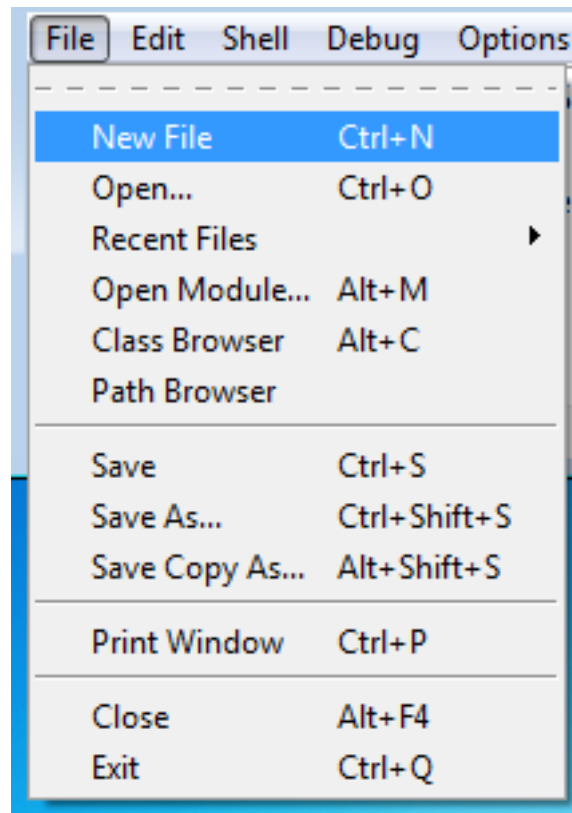 File Edit Shell Debug Options
New File Ctrl+N
Open... Ctrl+O
Recent Files
Open Module... Alt+M
Class Browser Alt+C
Path Browser
Save Ctrl+S
Save As... Ctrl+Shift+S
Save Copy As... Alt+Shift+S
Print Window Ctrl+P
Close Alt+F4
Exit Ctrl+Q